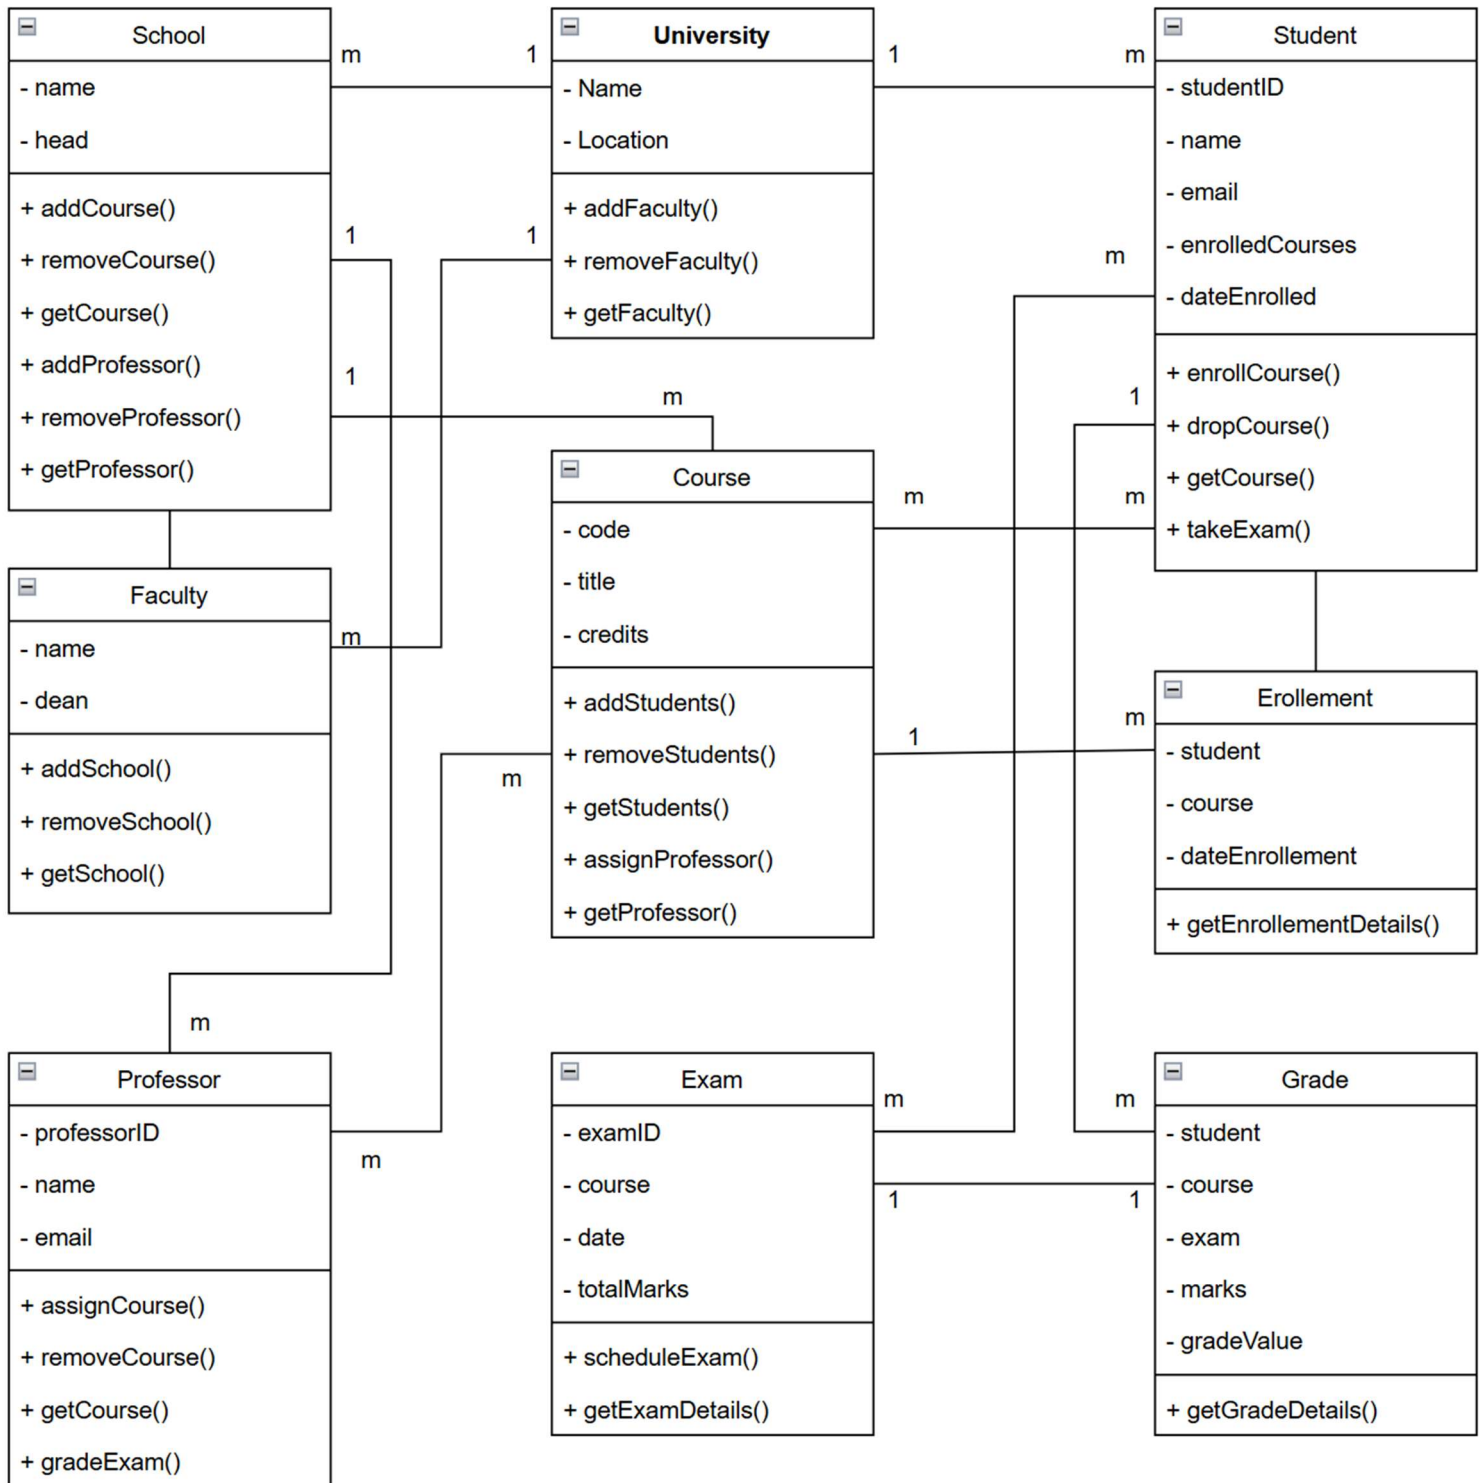 School
- name
- head
+ addCourse()
+ removeCourse()
+ getCourse()
+ addProfessor()
+ removeProfessor()
+ getProfessor()
m
1
University
- Name
- Location
+ addFaculty()
+ removeFaculty()
+ getFaculty()
1
m
Student
- studentID
- name
- email
- enrolledCourses
- dateEnrolled
+ enrollCourse()
+ dropCourse()
+ getCourse()
+ takeExam()
1
1
m
1
m
1
Faculty
- name
- dean
+ addSchool()
+ removeSchool()
+ getSchool()
m
Course
- code
- title
- credits
+ addStudents()
+ removeStudents()
+ getStudents()
+ assignProfessor()
+ getProfessor()
m
m
1
m
m
Erollement
- student
- course
- dateEnrollement
+ getEnrollementDetails()
m
Professor
- professorID
- name
- email
+ assignCourse()
+ removeCourse()
+ getCourse()
+ gradeExam()
m
Exam
- examID
- course
- date
- totalMarks
+ scheduleExam()
+ getExamDetails()
m
m
1
1
Grade
- student
- course
- exam
- marks
- gradeValue
+ getGradeDetails()